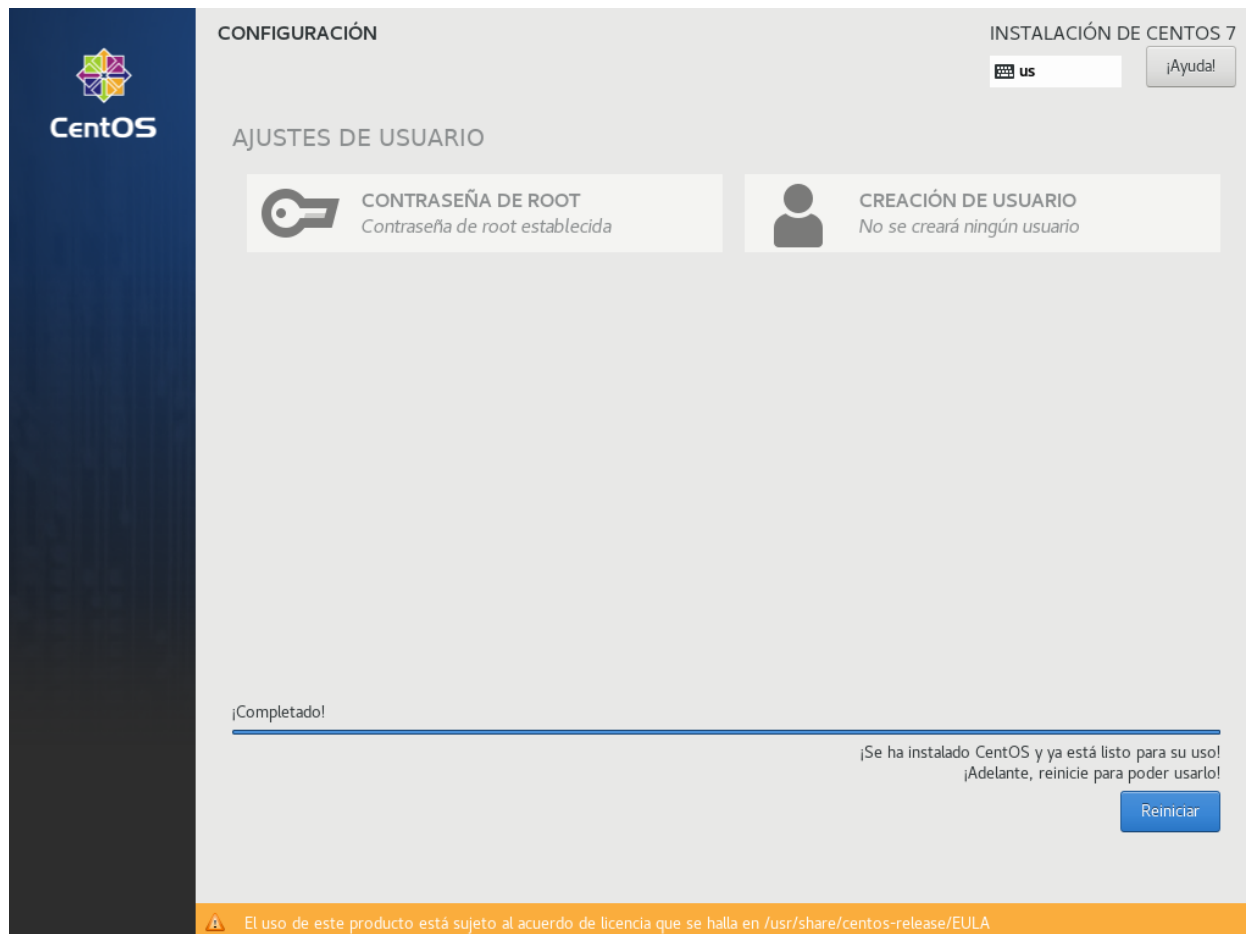 CentOS
CONFIGURACIÓN
INSTALACIÓN DE CENTOS 7
us
¡Ayuda!
AJUSTES DE USUARIO
CONTRASEÑA DE ROOT
Contraseña de root establecida
CREACIÓN DE USUARIO
No se creará ningún usuario
¡Completado!
¡Se ha instalado CentOS y ya está listo para su uso!
¡Adelante, reinicie para poder usarlo!
Reiniciar
El uso de este producto está sujeto al acuerdo de licencia que se halla en /usr/share/centos-release/EULA